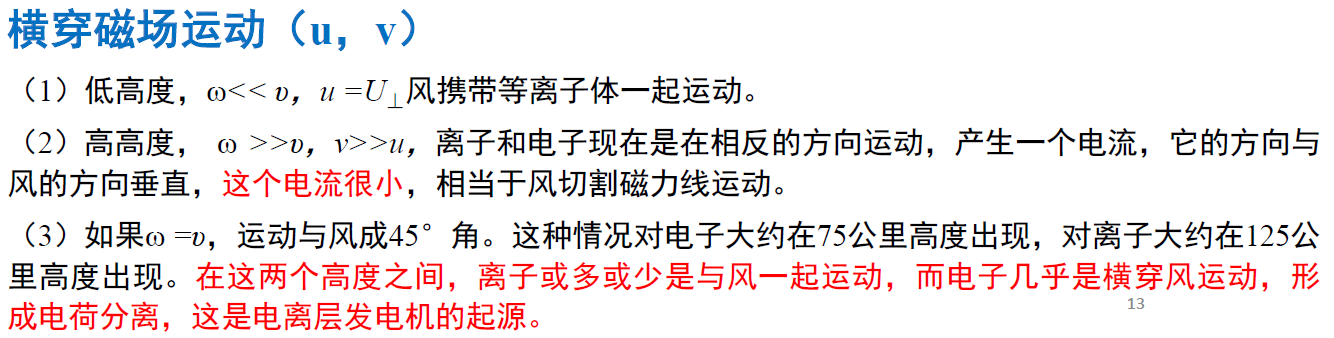 横穿磁场运动（u，v）
（1）低高度，ω<< υ，u =U⊥风携带等离子体一起运动。
（2）高高度， ω >>υ，v>>u，离子和电子现在是在相反的方向运动，产生一个电流，它的方向与
风的方向垂直，这个电流很小，相当于风切割磁力线运动。
（3）如果ω =υ，运动与风成45°角。这种情况对电子大约在75公里高度出现，对离子大约在125公
里高度出现。在这两个高度之间，离子或多或少是与风一起运动，而电子几乎是横穿风运动，形
成电荷分离，这是电离层发电机的起源。
13